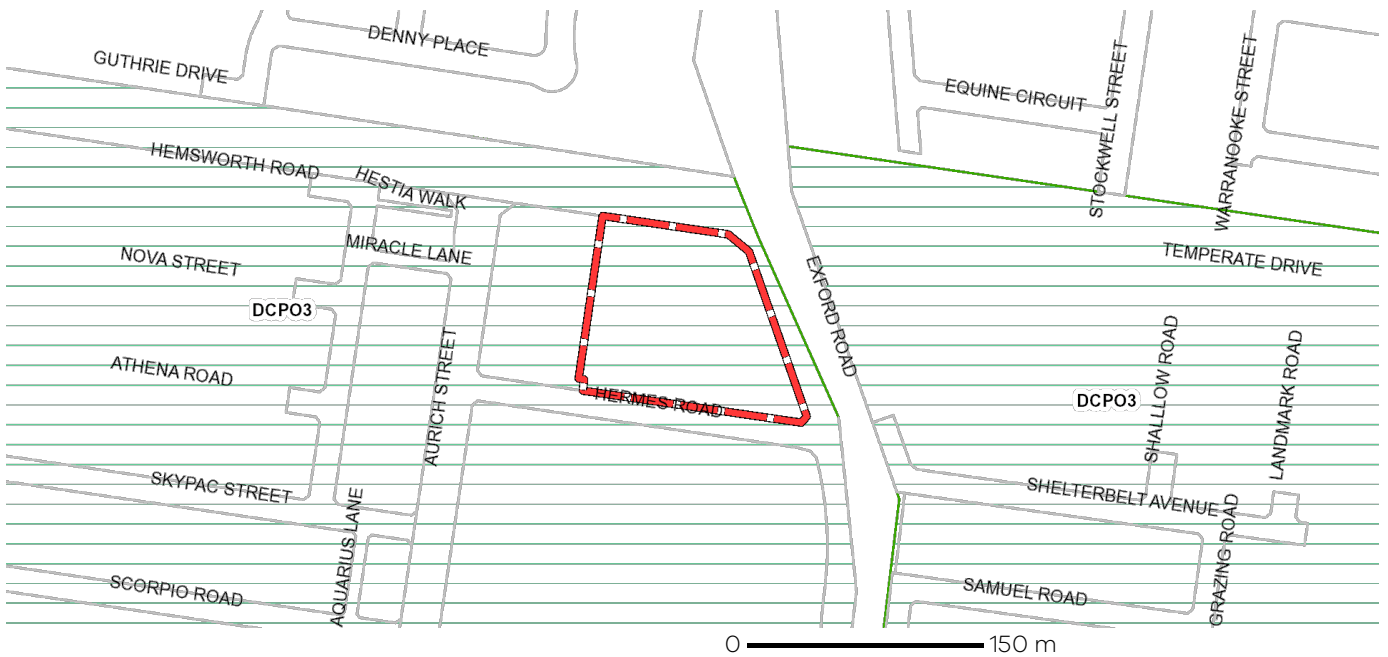 DENNY PLACE
GUTHRIE DRIVE
EQUINE CIRCUIT
STOCKWELL STREET
WARRANOOKE STREET
HEMSWORTH ROAD
HESTIA WALK
MIRACLE LANE
NOVA STREET
TEMPERATE DRIVE
EXFORD ROAD
DCPO3
ATHENA ROAD
AURICH STREET
HERMES ROAD
DCPO3
SHALLLOW ROAD
LANDMARK ROAD
SKYPAC STREET
AQUARIUS LANE
SHELTERBELT AVENUE
GRAZING ROAD
SCORPIO ROAD
SAMUEL ROAD
0 150 m